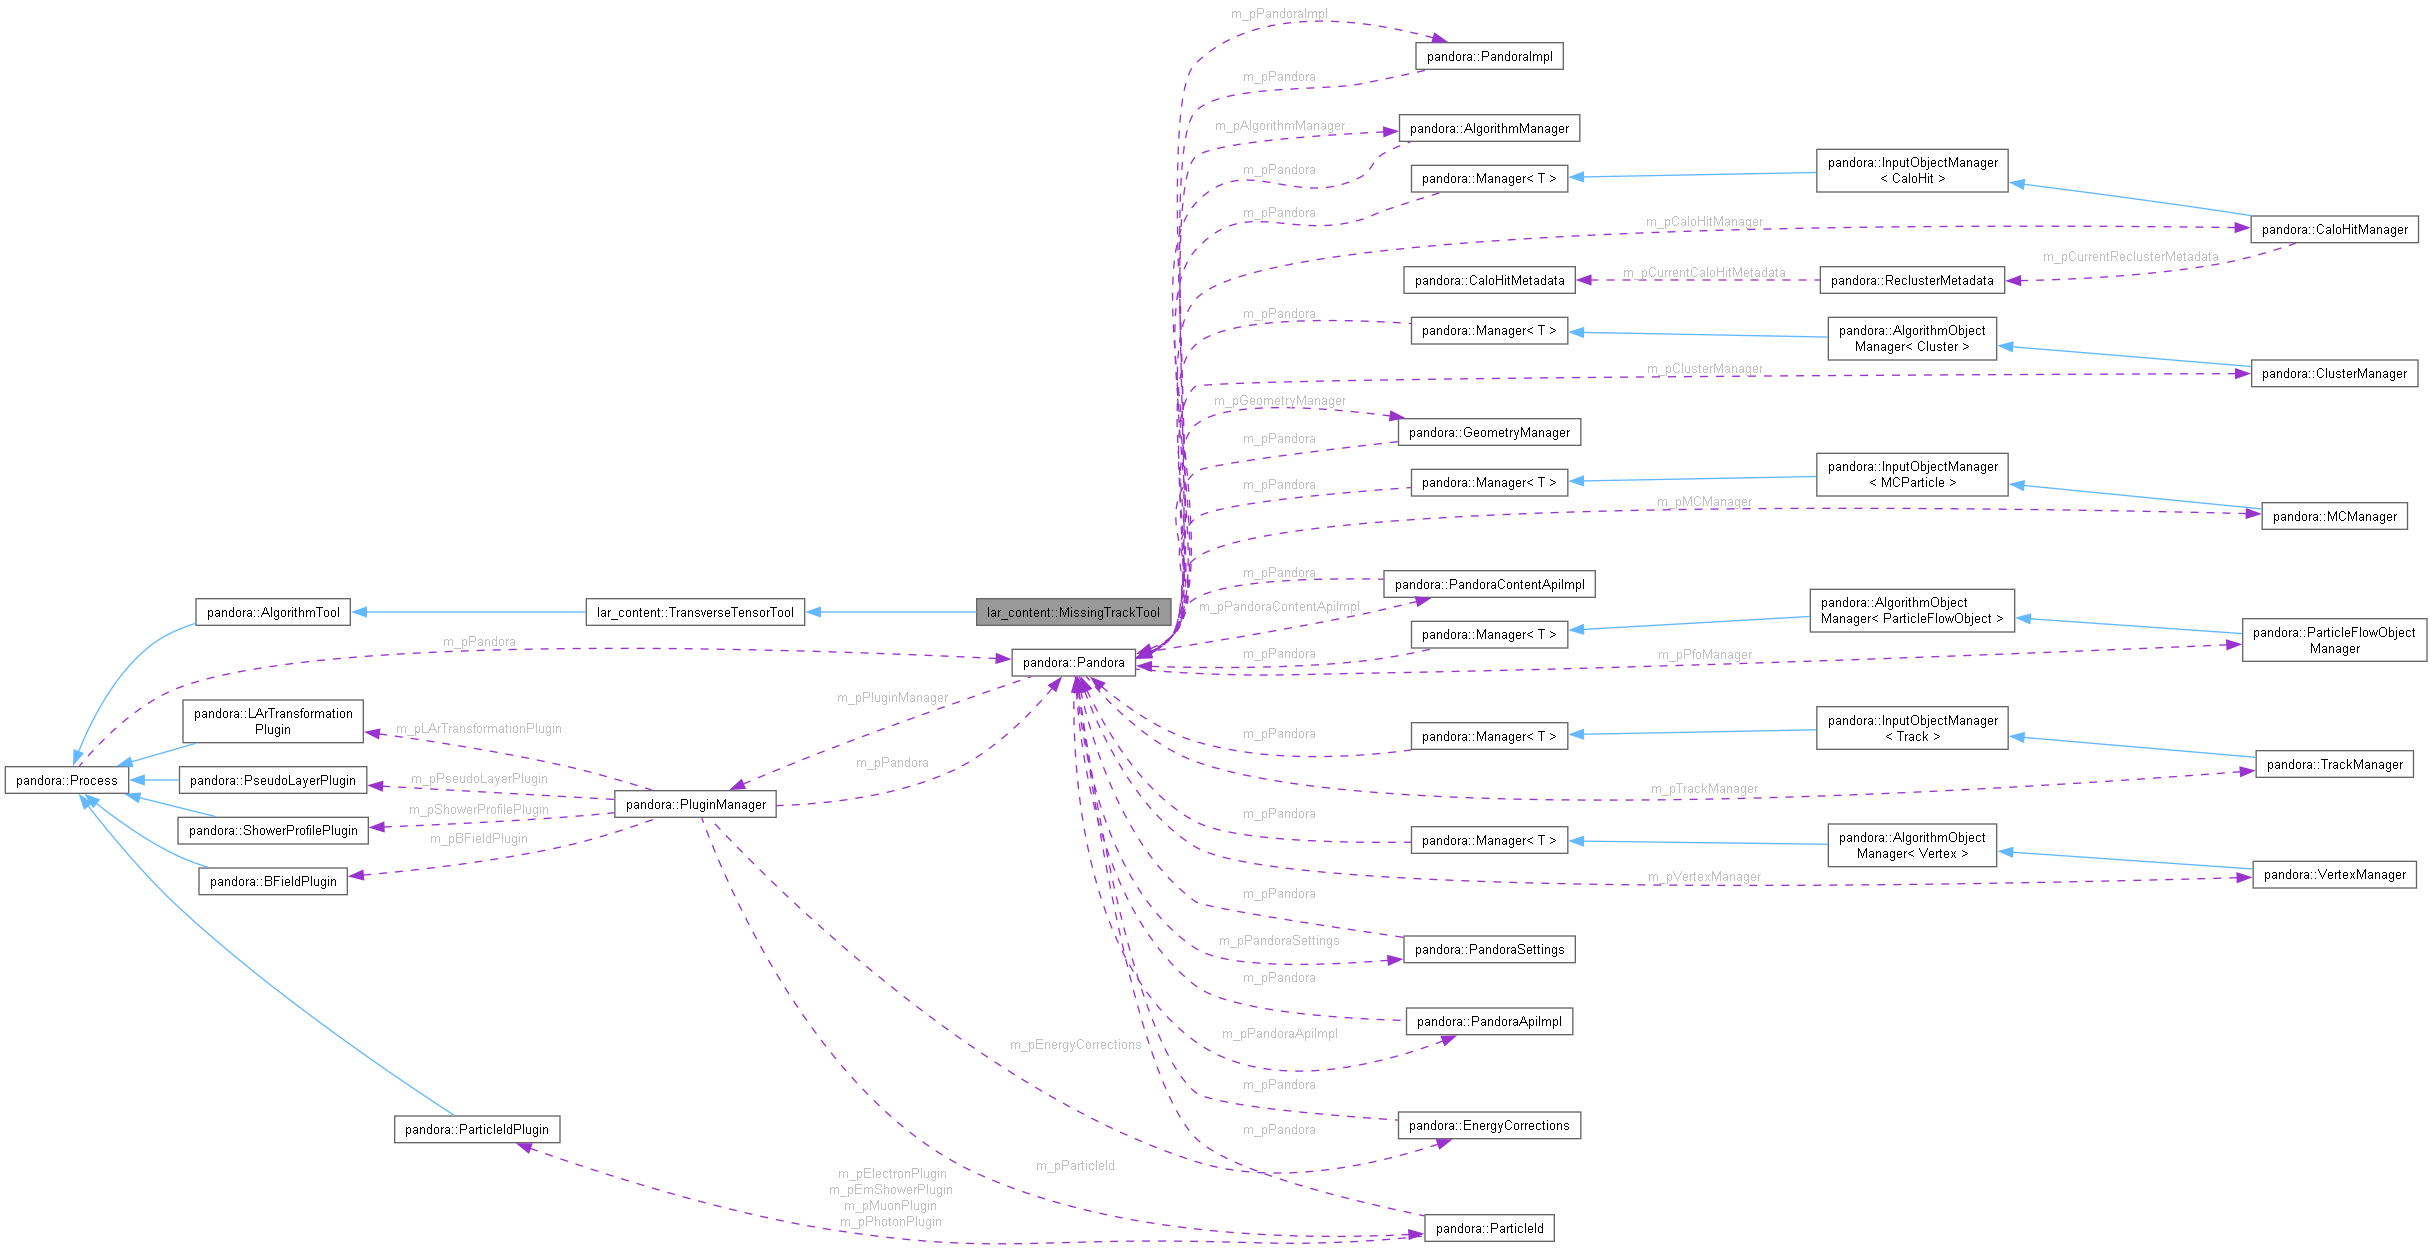 m_pPandoraImpl
pandora::PandoraImpl
m_pPandora
m_pAlgorithmManager
pandora::AlgorithmManager
m_pPandora
pandora::Manager< T >
pandora::InputObjectManager
< CaloHit >
m_pPandora
m_pCaloHitManager
pandora::CaloHitManager
m_pCurrentReclusterMetadata
pandora::CaloHitMetadata
m_pCurrentCaloHitMetadata
pandora::ReclusterMetadata
m_pPandora
pandora::Manager< T >
pandora::AlgorithmObject
Manager< Cluster >
m_pClusterManager
pandora::ClusterManager
m_pGeometryManager
pandora::GeometryManager
m_pPandora
m_pPandora
pandora::Manager< T >
pandora::InputObjectManager
< MCParticle >
m_pMCManager
pandora::MCManager
m_pPandora
pandora::PandoraContentApiImpl
m_pPandoraContentApiImpl
pandora::AlgorithmTool
lar_content::TransverseTensorTool
lar_content::MissingTrackTool
pandora::AlgorithmObject
Manager< ParticleFlowObject >
pandora::Manager< T >
pandora::ParticleFlowObject
Manager
m_pPandora
m_pPandora
m_pPfoManager
pandora::Pandora
m_pPluginManager
pandora::LArTransformation
Plugin
m_pLArTransformationPlugin
m_pPandora
pandora::Manager< T >
pandora::InputObjectManager
< Track >
pandora::TrackManager
m_pTrackManager
m_pPandora
pandora::Process
pandora::PseudoLayerPlugin
m_pPseudoLayerPlugin
pandora::PluginManager
m_pShowerProfilePlugin
pandora::ShowerProfilePlugin
m_pBFieldPlugin
pandora::BFieldPlugin
m_pPandora
pandora::Manager< T >
pandora::AlgorithmObject
Manager< Vertex >
m_pVertexManager
pandora::VertexManager
m_pPandora
m_pPandoraSettings
pandora::PandoraSettings
m_pPandora
pandora::PandoraApiImpl
m_pPandoraApiImpl
m_pEnergyCorrections
m_pPandora
pandora::EnergyCorrections
m_pPandora
pandora::ParticleIdPlugin
m_pParticleId
m_pElectronPlugin
m_pEmShowerPlugin
m_pMuonPlugin
m_pPhotonPlugin
pandora::ParticleId